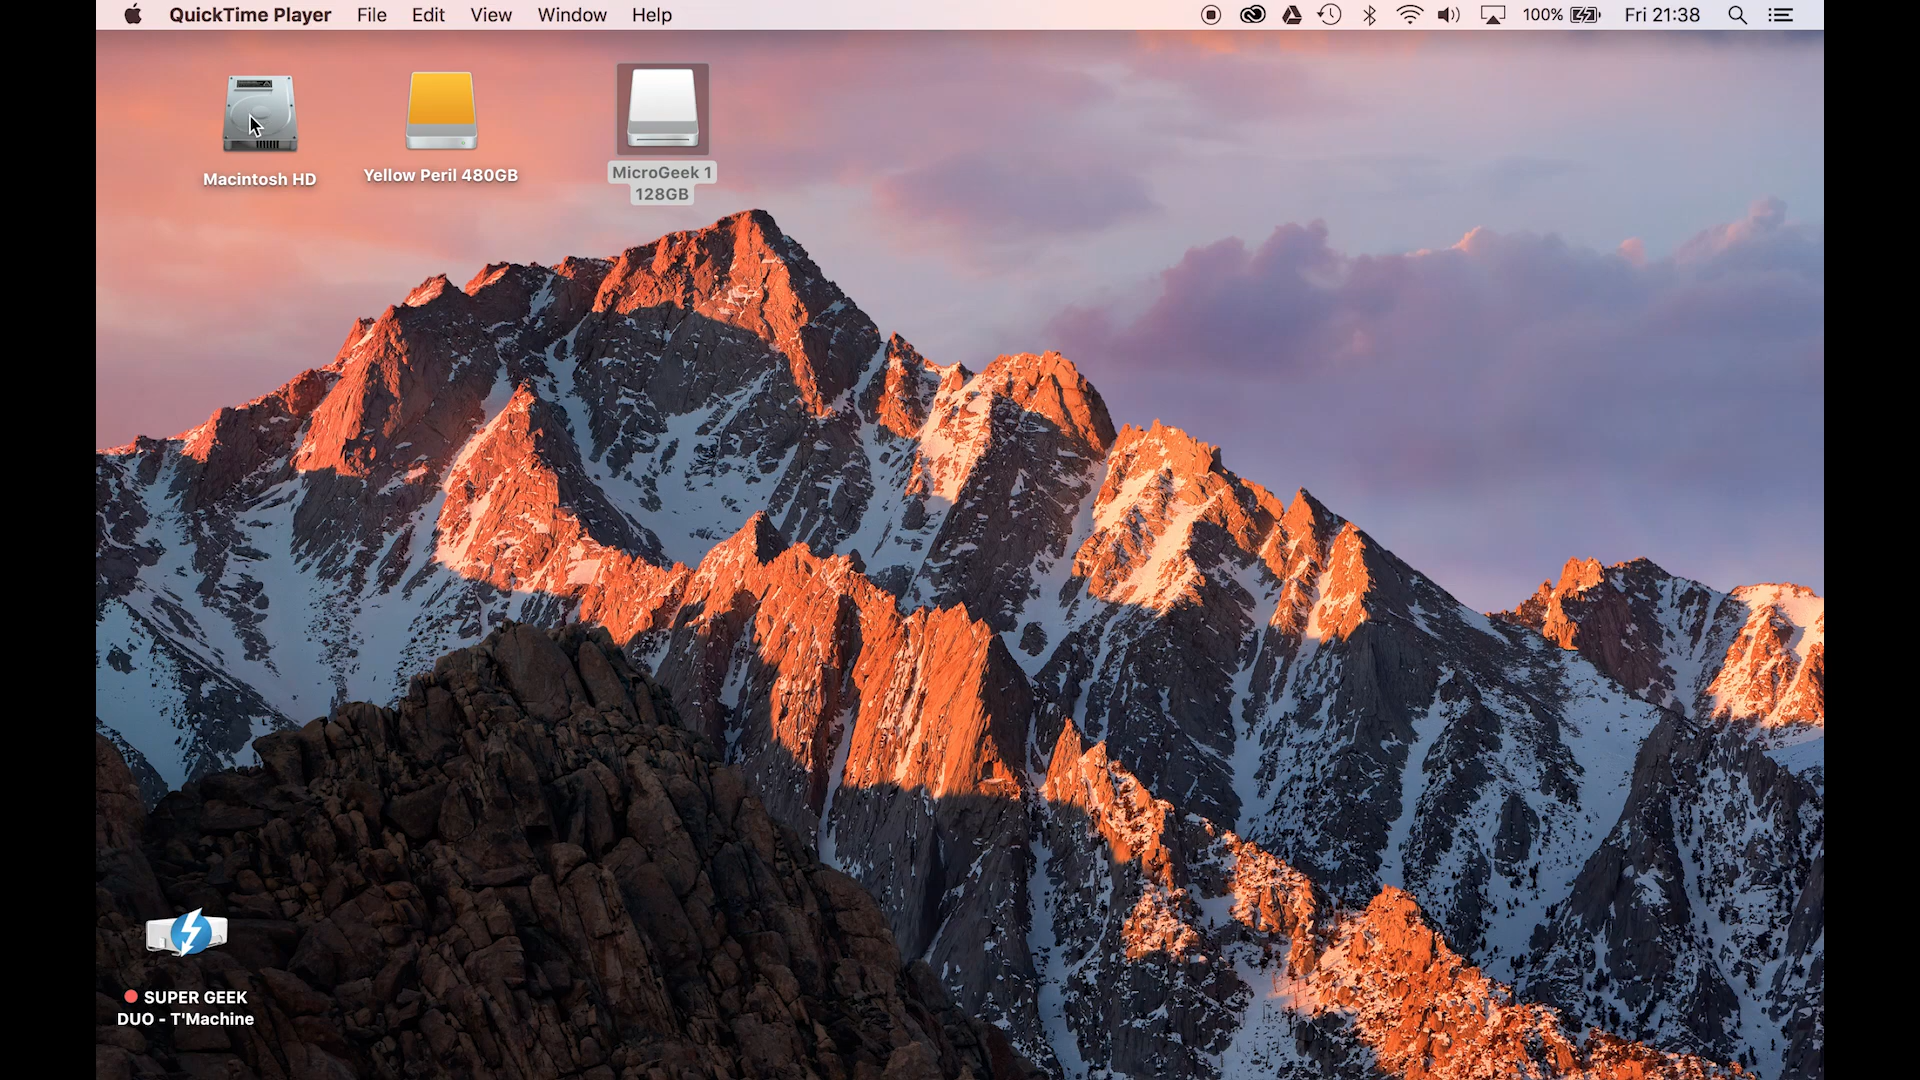 QuickTime Player File Edit View Window Help 100% Fri 21:38
Macintosh HD
Yellow Peril 480GB
MicroGeek 1
128GB
SUPER GEEK
DUO - T'Machine